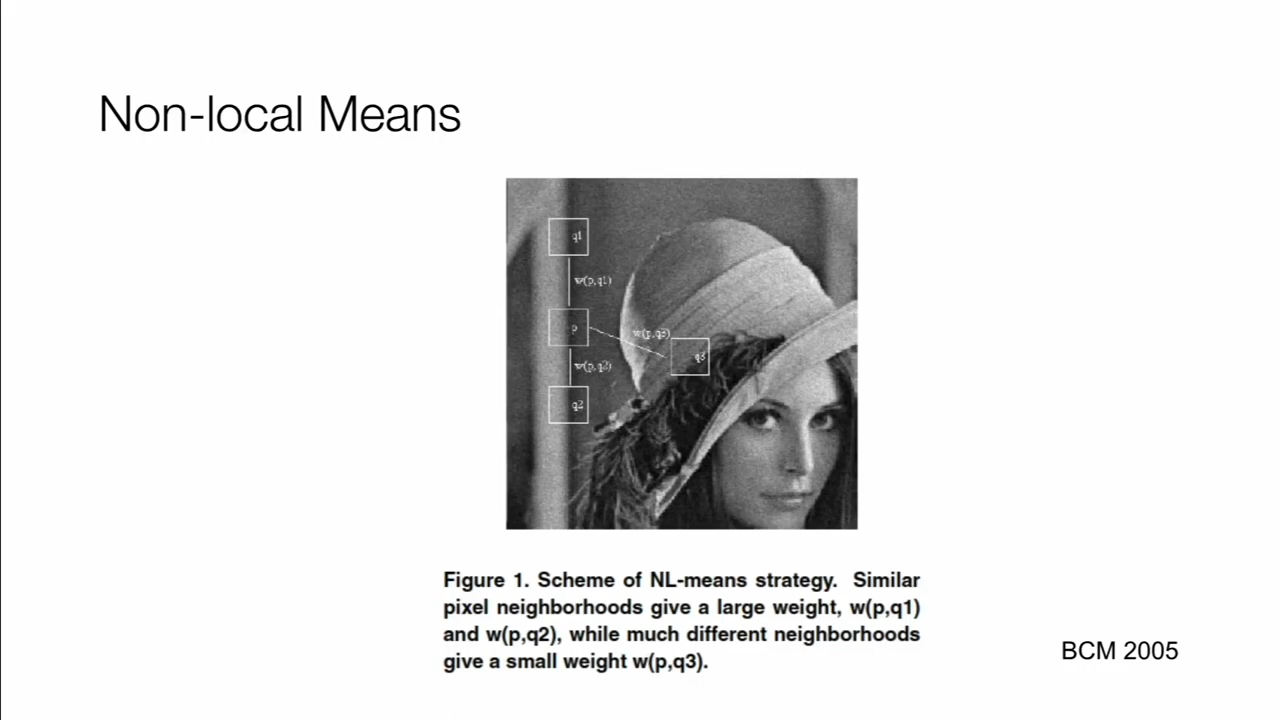 Non-local Means
q1
w(p,q1)
p
w(p,q3)
q3
w(p,q2)
q2
Figure 1. Scheme of NL-means strategy. Similar
pixel neighborhoods give a large weight, w(p,q1)
and w(p,q2), while much different neighborhoods
give a small weight w(p,q3).
BCM 2005